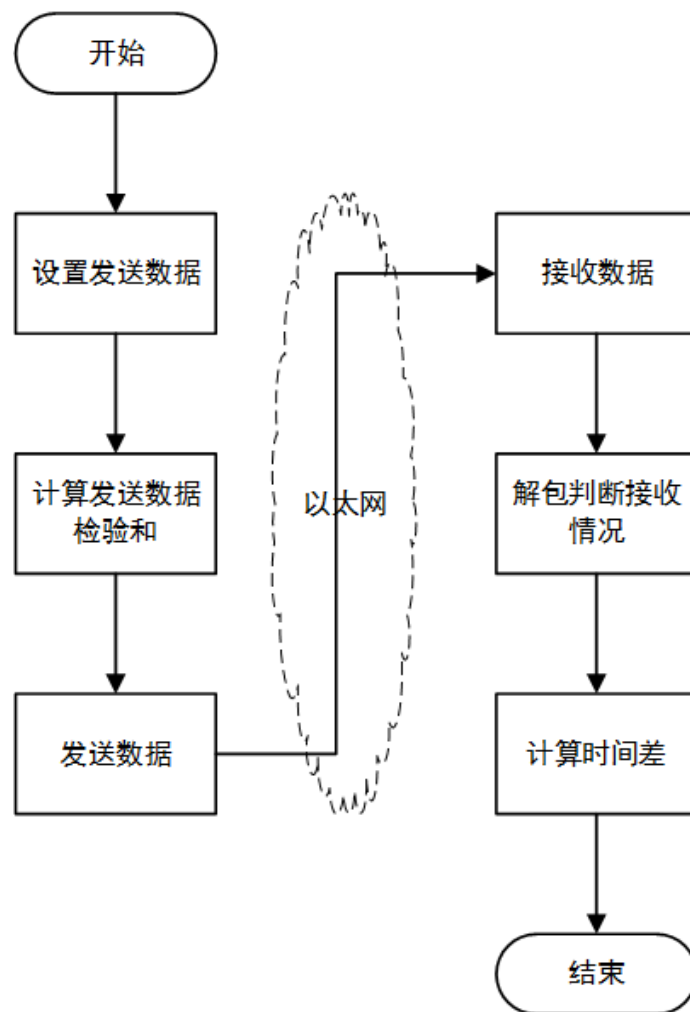 开始
设置发送数据
计算发送数据
检验和
发送数据
以太网
接收数据
解包判断接收
情况
计算时间差
结束